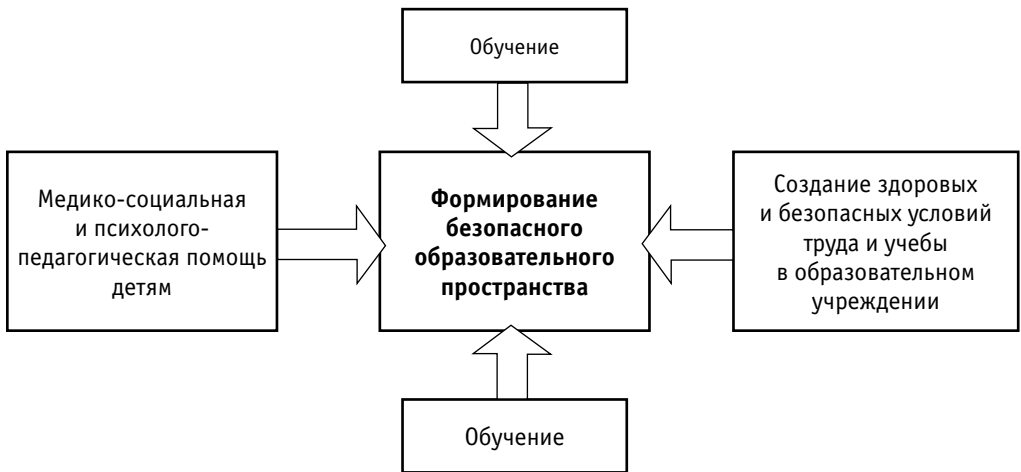 Обучение
Медико-социальная
и психолого-
педагогическая помощь
детям
Формирование
безопасного
образовательного
пространства
Создание здоровых
и безопасных условий
труда и учебы
в образовательном
учреждении
Обучение